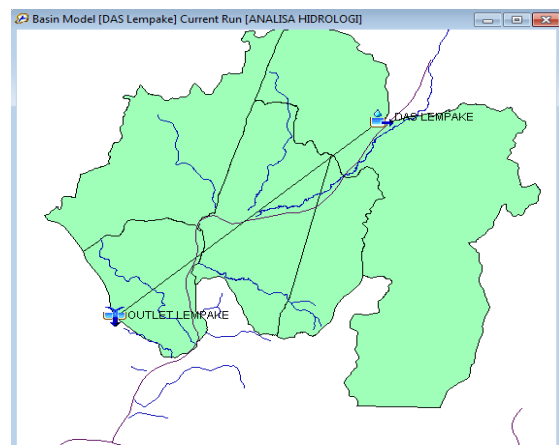 Basin Model [DAS Lempake] Current Run [ANALISA HIDROLOGI]
DAS LEMPAKE
OUTLET LEMPAKE